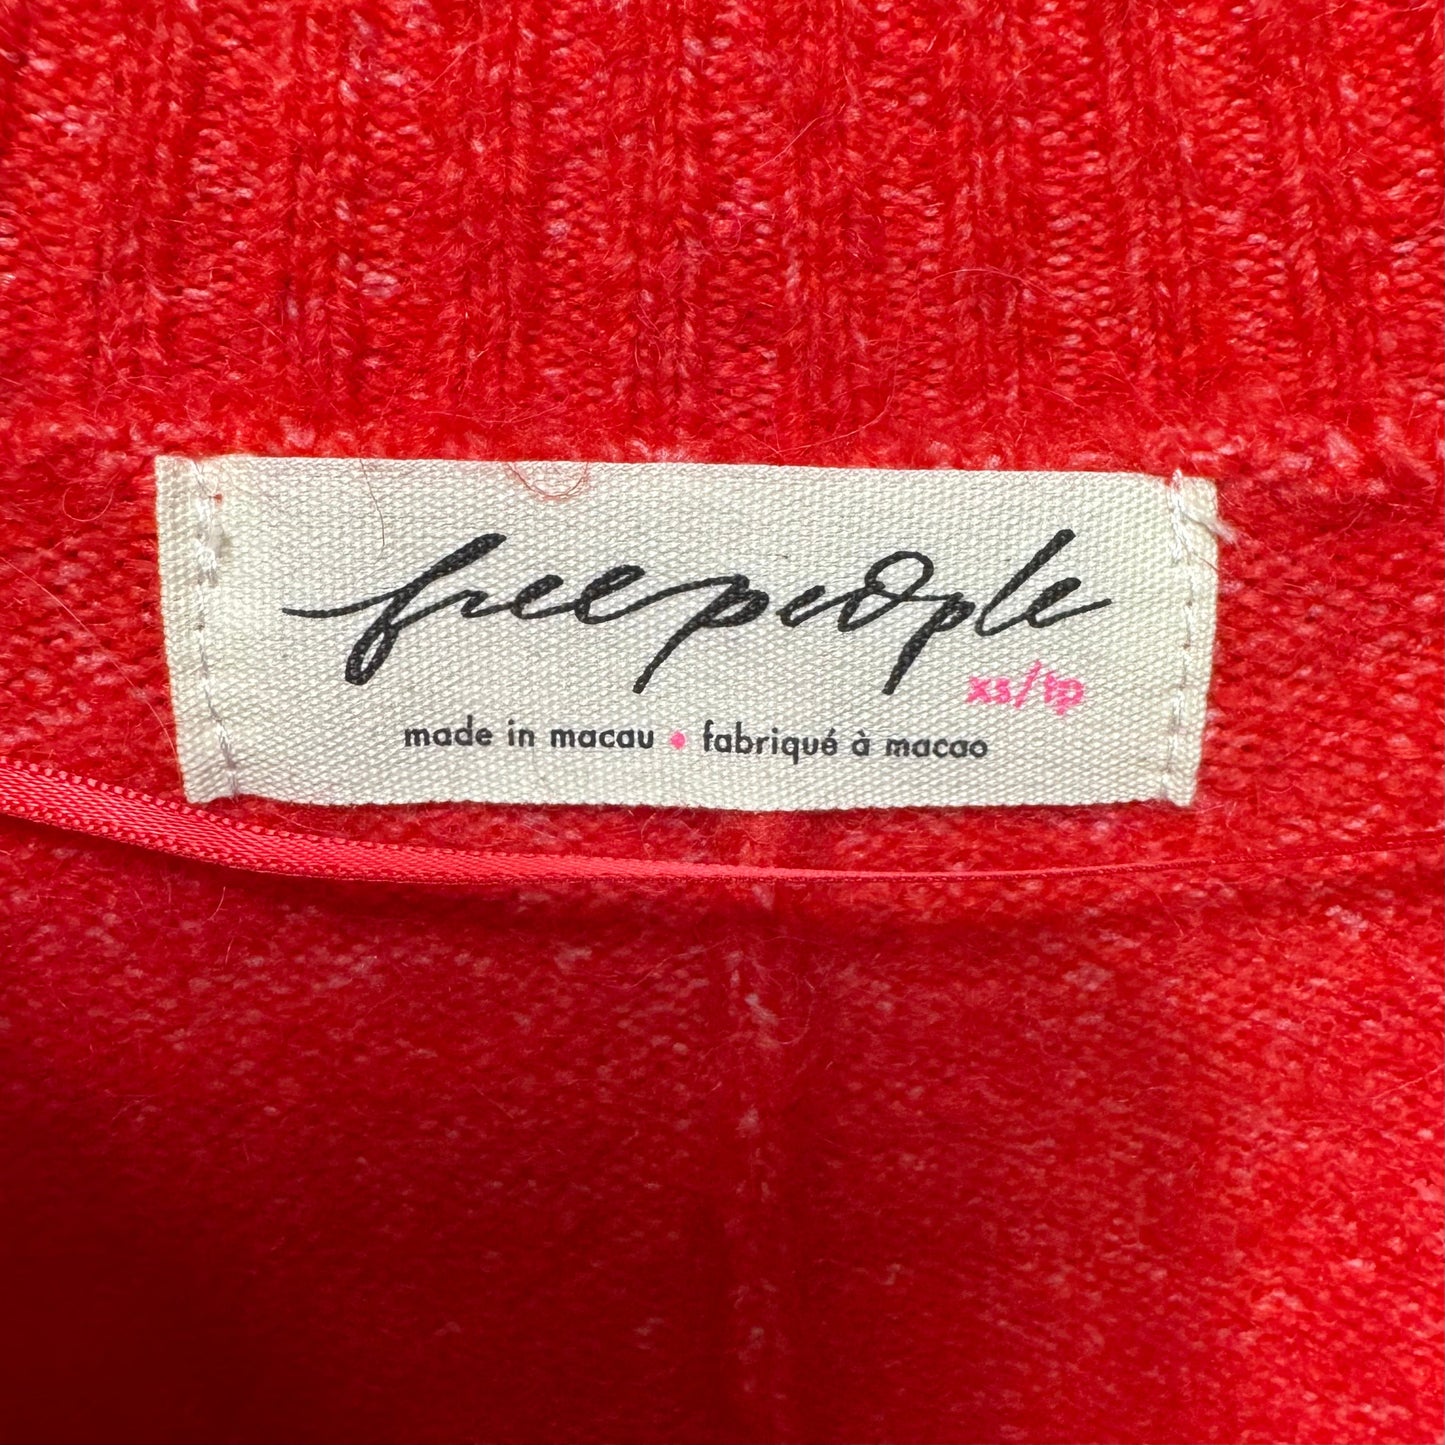 free people
xs/tp
made in macau • fabriqué à macao